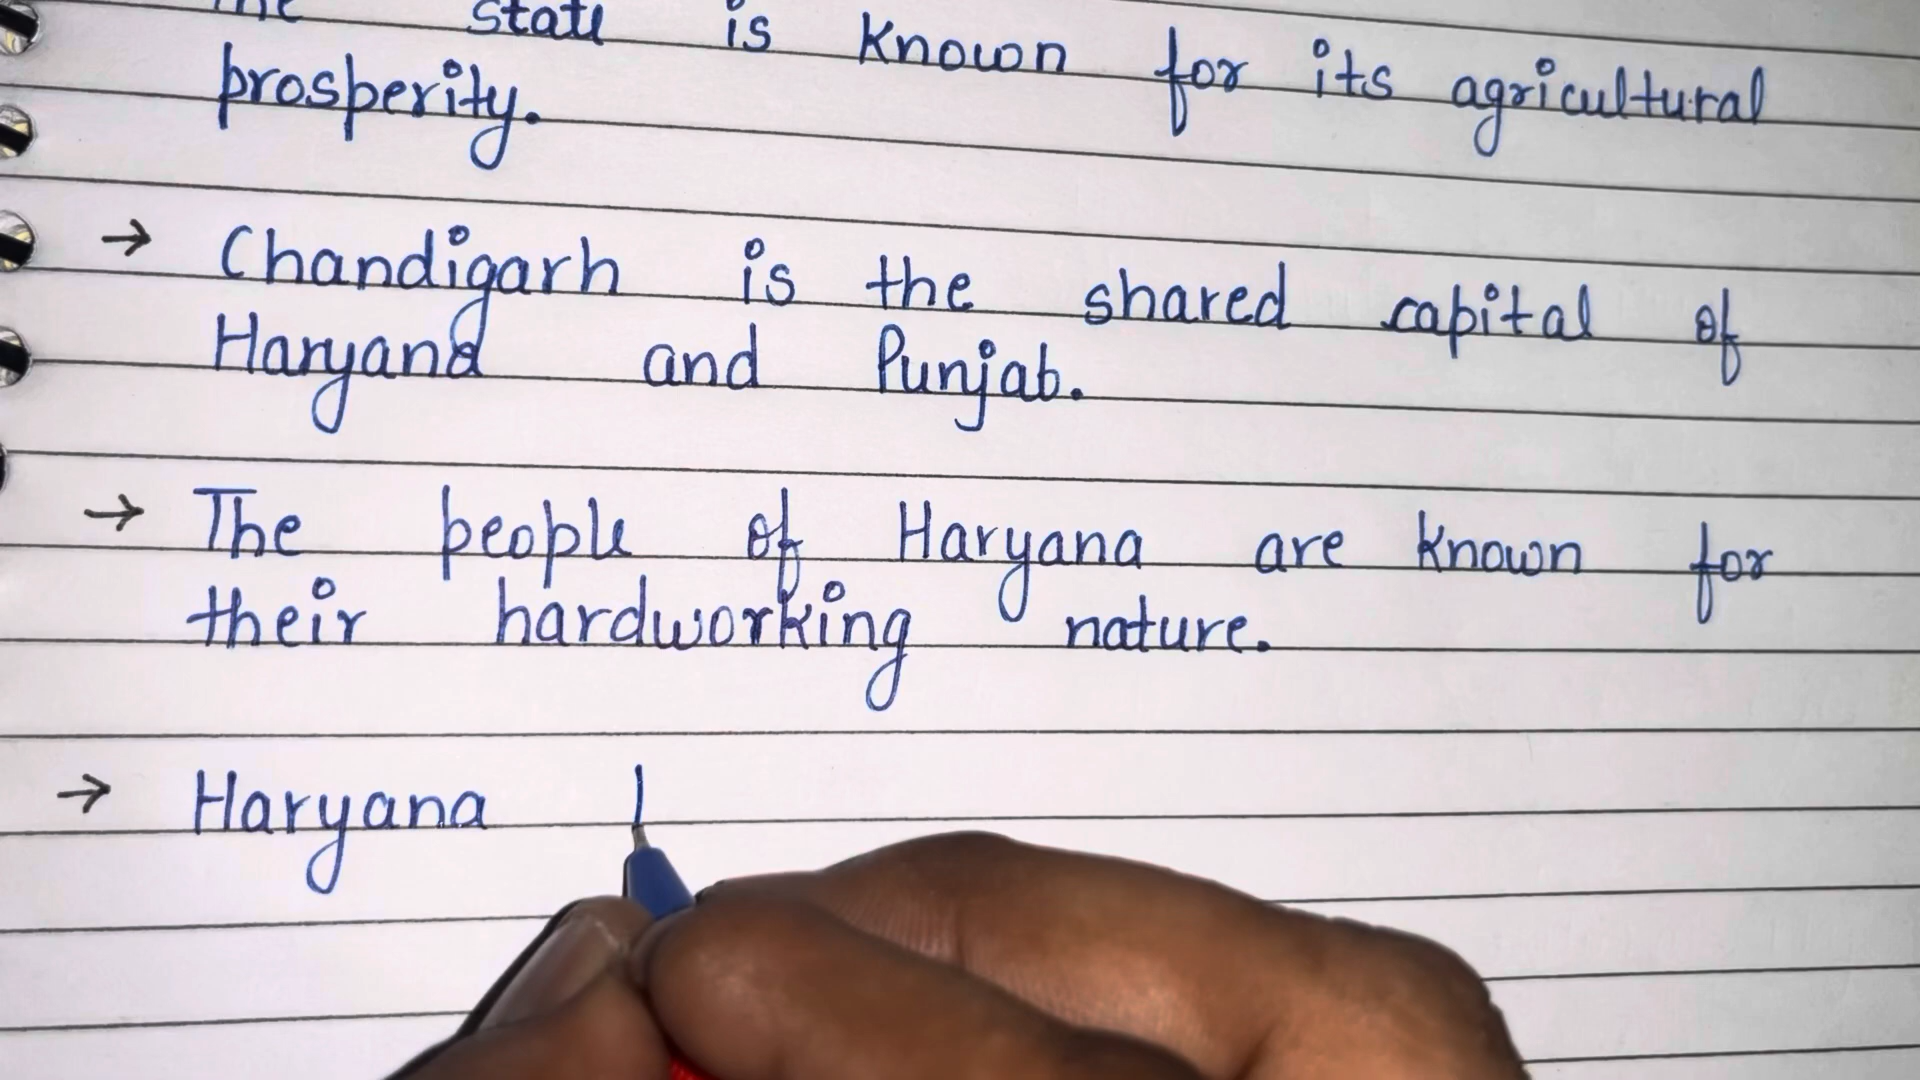 The state is known for its agricultural
prosperity.
→ Chandigarh is the shared capital of
Haryana and Punjab.
→ The people of Haryana are known for
their hardworking nature.
→ Haryana